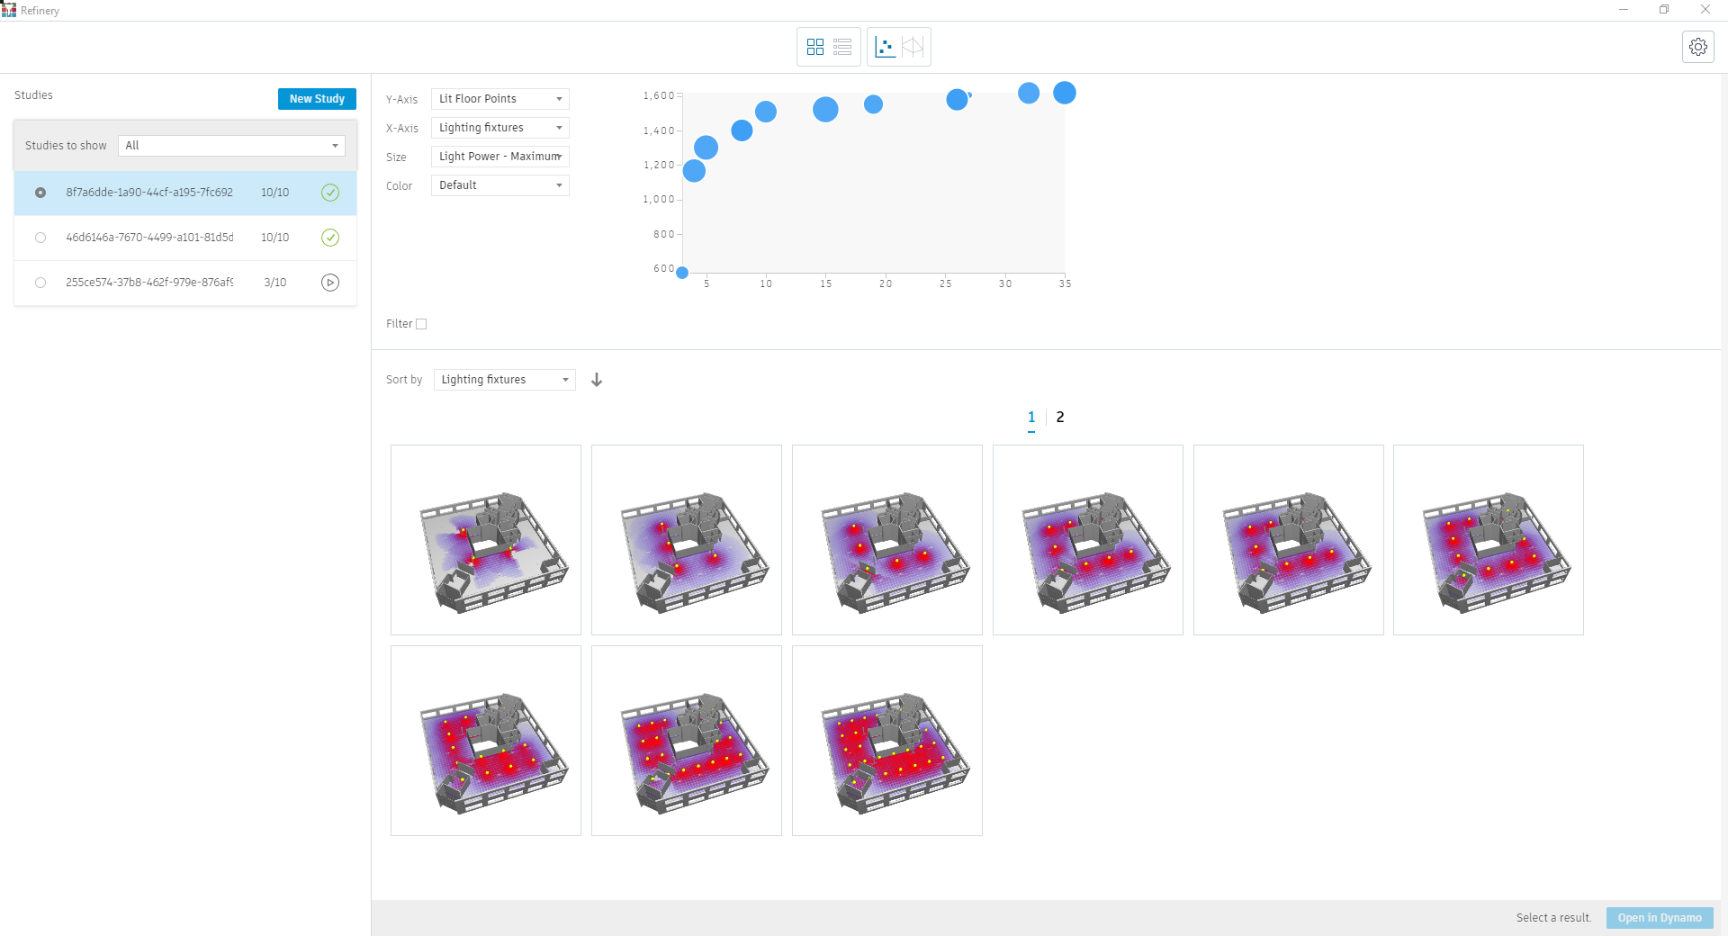 Refinery
Studies
New Study
Studies to show All
8f7a6dde-1a90-44cf-a195-7fc692 10/10
46d6146a-7670-4499-a101-81d5d 10/10
255ce574-37b8-462f-979e-876af9 3/10
Y-Axis Lit Floor Points
X-Axis Lighting fixtures
Size Light Power - Maximum
Color Default
1,600
1,400
1,200
1,000
800
600
5 10 15 20 25 30 35
Filter
Sort by Lighting fixtures
1 2
Select a result. Open in Dynamo